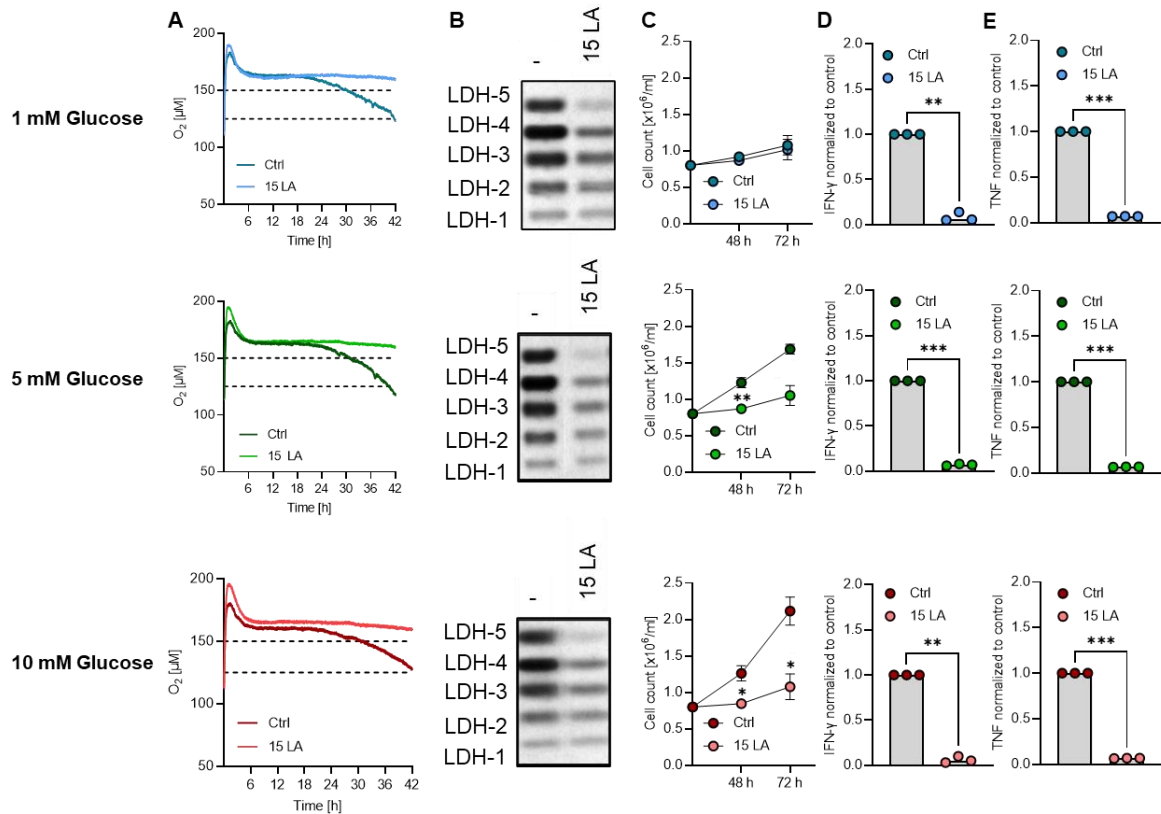 A B C D E
1 mM Glucose
200
150
100
50
O₂ [µM]
Ctrl
15 LA
6 12 18 24 30 36 42
Time [h]
- 15 LA
LDH-5
LDH-4
LDH-3
LDH-2
LDH-1
2.5
2.0
1.5
1.0
0.5
0.0
Cell count [x10⁶/ml]
Ctrl
15 LA
48 h 72 h
2.0
1.5
1.0
0.5
0.0
IFN-γ normalized to control
Ctrl
15 LA
**
2.0
1.5
1.0
0.5
0.0
TNF normalized to control
Ctrl
15 LA
***
5 mM Glucose
200
150
100
50
O₂ [µM]
Ctrl
15 LA
6 12 18 24 30 36 42
Time [h]
- 15 LA
LDH-5
LDH-4
LDH-3
LDH-2
LDH-1
2.5
2.0
1.5
1.0
0.5
0.0
Cell count [x10⁶/ml]
**
Ctrl
15 LA
48 h 72 h
2.0
1.5
1.0
0.5
0.0
IFN-γ normalized to control
Ctrl
15 LA
***
2.0
1.5
1.0
0.5
0.0
TNF normalized to control
Ctrl
15 LA
***
10 mM Glucose
200
150
100
50
O₂ [µM]
Ctrl
15 LA
6 12 18 24 30 36 42
Time [h]
- 15 LA
LDH-5
LDH-4
LDH-3
LDH-2
LDH-1
2.5
2.0
1.5
1.0
0.5
0.0
Cell count [x10⁶/ml]
*
*
Ctrl
15 LA
48 h 72 h
2.0
1.5
1.0
0.5
0.0
IFN-γ normalized to control
Ctrl
15 LA
**
2.0
1.5
1.0
0.5
0.0
TNF normalized to control
Ctrl
15 LA
***